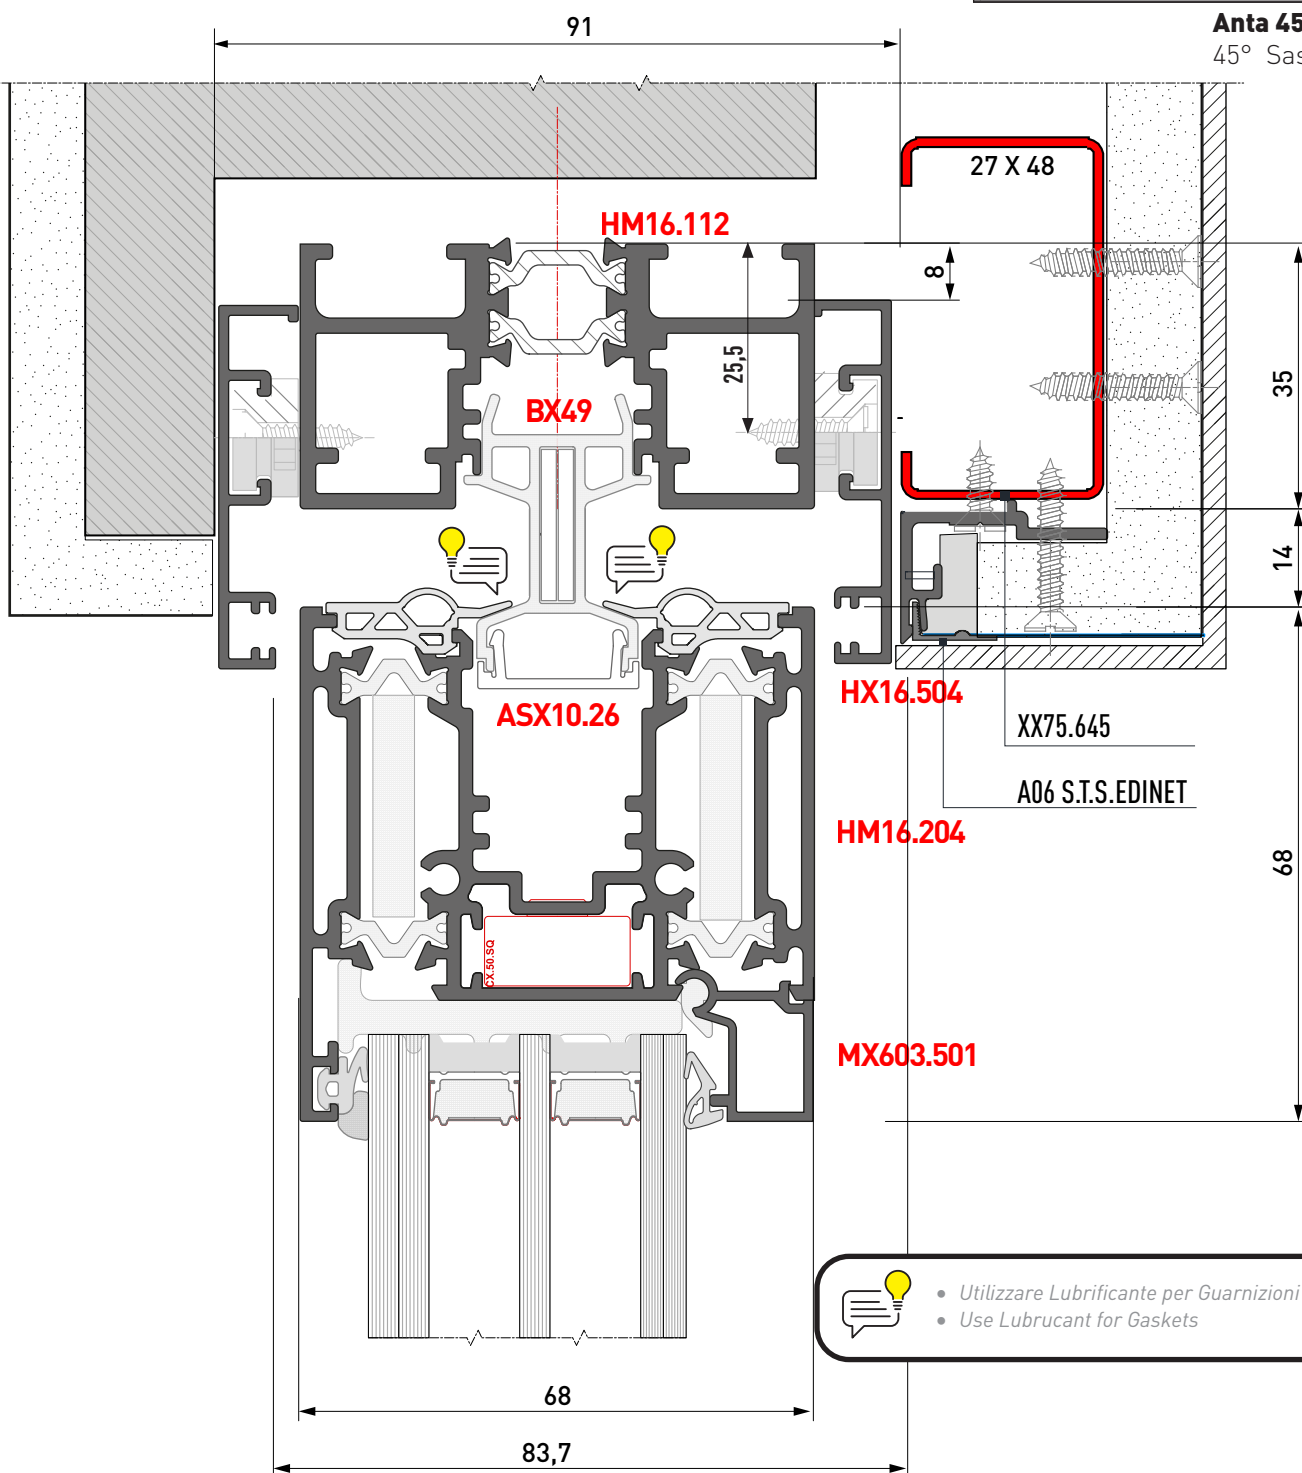 91
Anta 45
45° Sas
27 X 48
HM16.112
8
25,5
35
BX49
14
HX16.504
ASX10.26
XX75.645
A06 S.T.S.EDINET
HM16.204
68
CX.50.SQ
MX603.501
• Utilizzare Lubrificante per Guarnizioni
• Use Lubrucant for Gaskets
68
83,7